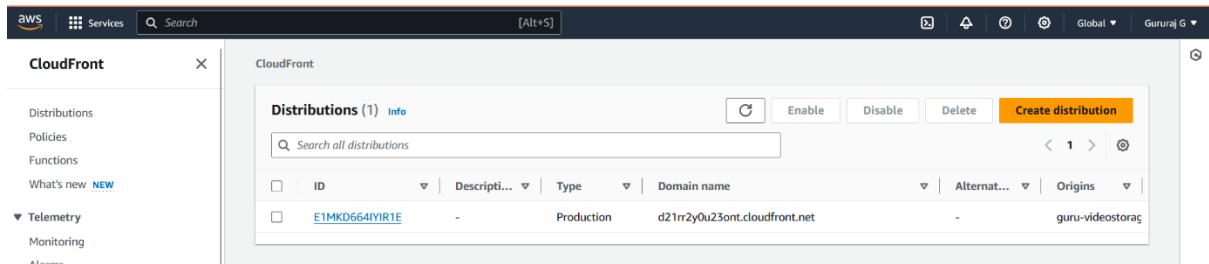 aws Services Search [Alt+S] Global Gururaj G
CloudFront
Distributions
Policies
Functions
What's new NEW
Telemetry
Monitoring
Alarms
CloudFront
Distributions (1) Info Enable Disable Delete Create distribution
Search all distributions 1
ID Descripti... Type Domain name Alternat... Origins
E1MKD664IYIR1E - Production d21rr2y0u23ont.cloudfront.net - guru-videostorag